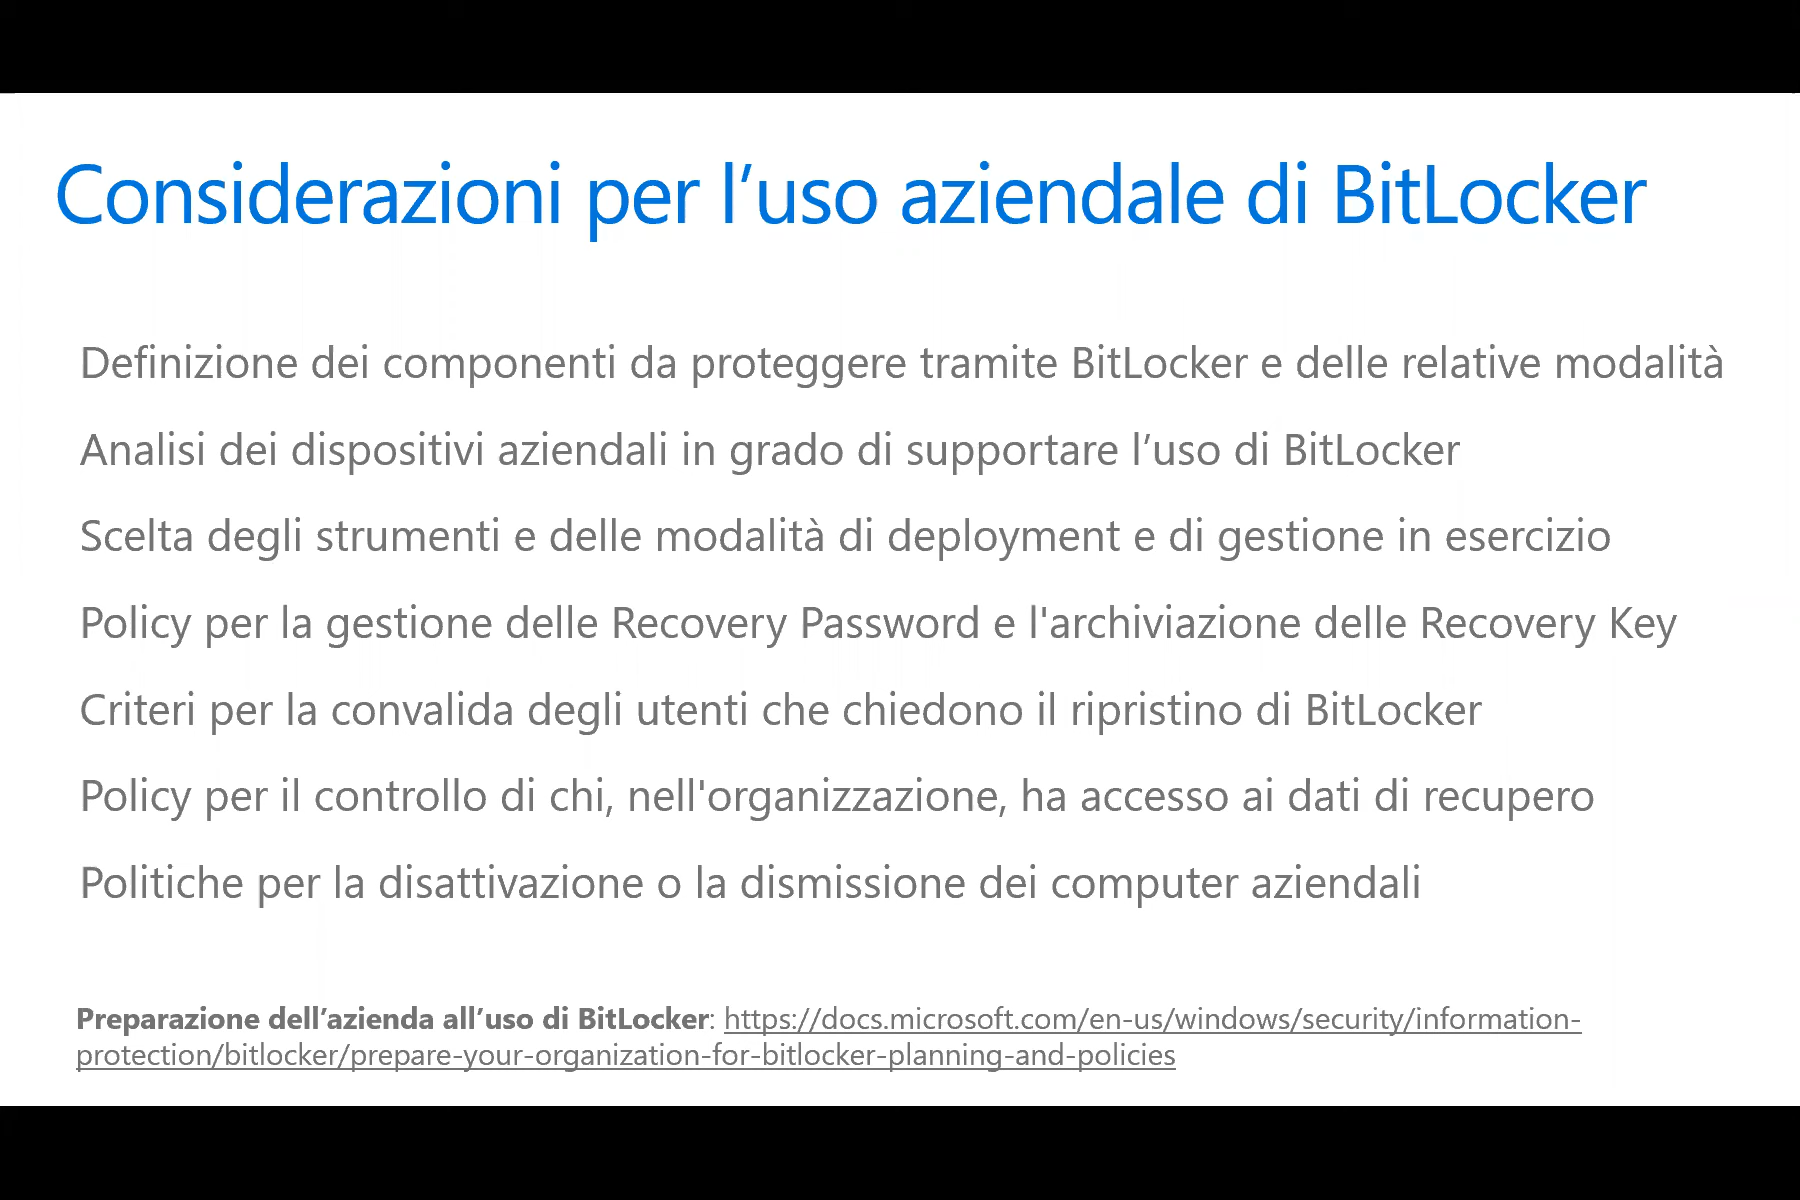 Considerazioni per l’uso aziendale di BitLocker
Definizione dei componenti da proteggere tramite BitLocker e delle relative modalità
Analisi dei dispositivi aziendali in grado di supportare l’uso di BitLocker
Scelta degli strumenti e delle modalità di deployment e di gestione in esercizio
Policy per la gestione delle Recovery Password e l'archiviazione delle Recovery Key
Criteri per la convalida degli utenti che chiedono il ripristino di BitLocker
Policy per il controllo di chi, nell'organizzazione, ha accesso ai dati di recupero
Politiche per la disattivazione o la dismissione dei computer aziendali
Preparazione dell’azienda all’uso di BitLocker: https://docs.microsoft.com/en-us/windows/security/information-
protection/bitlocker/prepare-your-organization-for-bitlocker-planning-and-policies